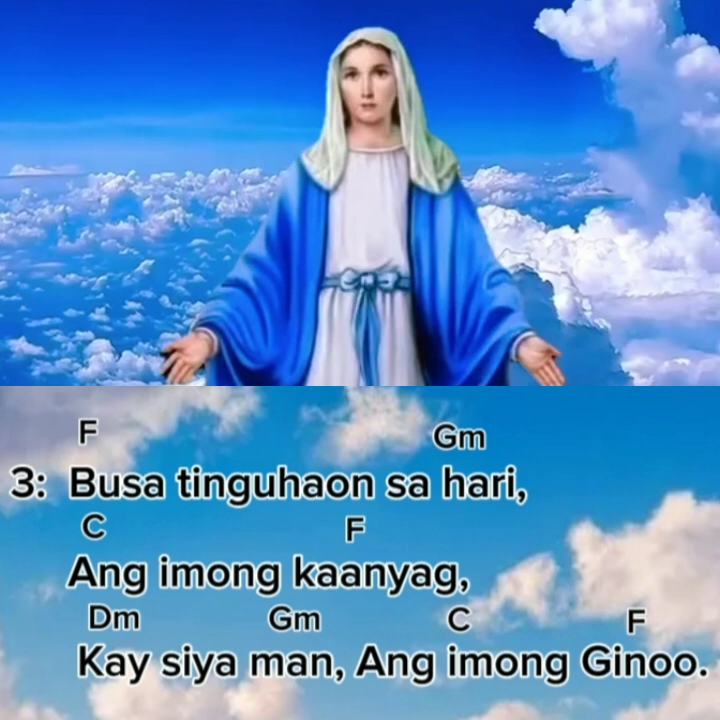 F Gm
3: Busa tinguhaon sa hari,
C F
Ang imong kaanyag,
Dm Gm C F
Kay siya man, Ang imong Ginoo.